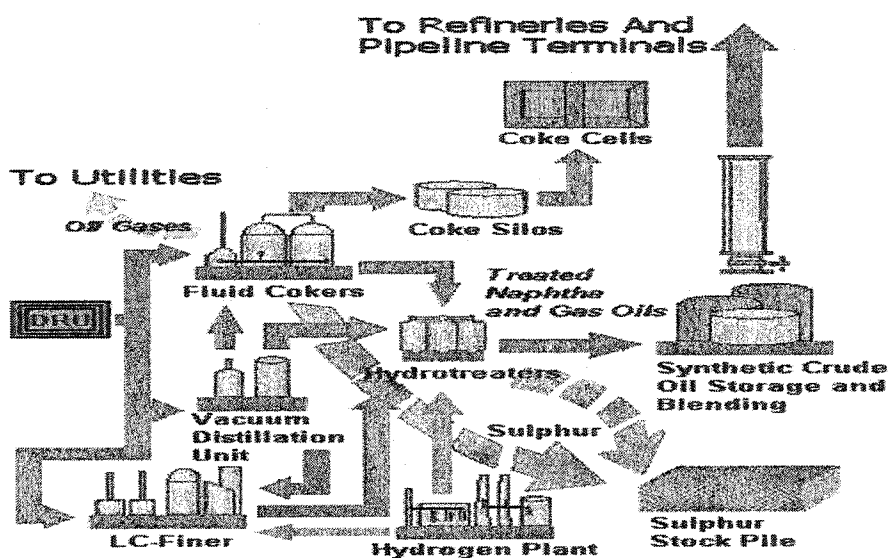 To Refineries And
Pipeline Terminals
Coke Cells
To Utilities
Off Gases
Coke Silos
Fluid Cokers
Treated
Naphtha
and Gas Oils
DRU
Hydrotreaters
Synthetic Crude
Oil Storage and
Blending
Vacuum
Distillation
Unit
Sulphur
LC-Finer
Hydrogen Plant
Sulphur
Stock Pile